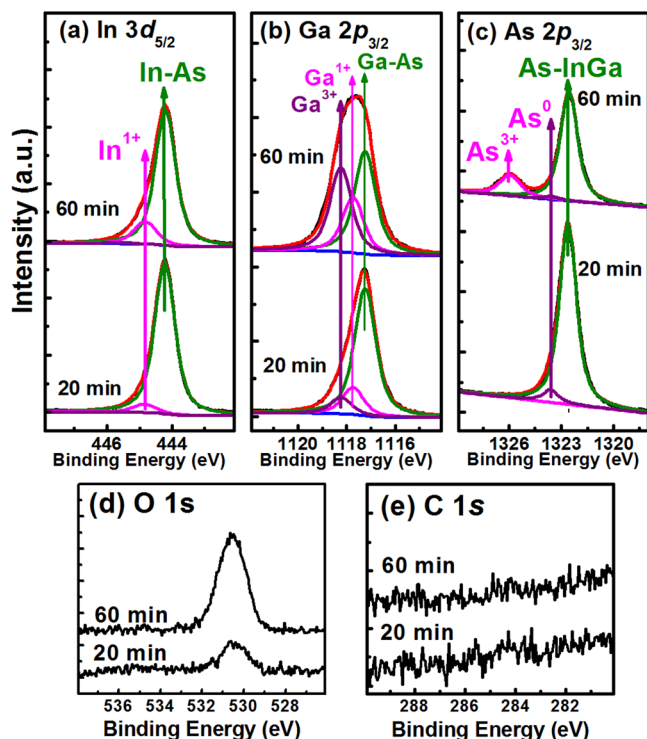 Intensity (a.u.)
(a) In 3d5/2
In-As
In1+
60 min
20 min
446 444
Binding Energy (eV)
(b) Ga 2p3/2
Ga1+
Ga-As
Ga3+
60 min
20 min
1120 1118 1116 1114
Binding Energy (eV)
(c) As 2p3/2
As-InGa
As0
As3+
60 min
20 min
1326 1323 1320
Binding Energy (eV)
(d) O 1s
60 min
20 min
536 534 532 530 528
Binding Energy (eV)
(e) C 1s
60 min
20 min
288 286 284 282
Binding Energy (eV)